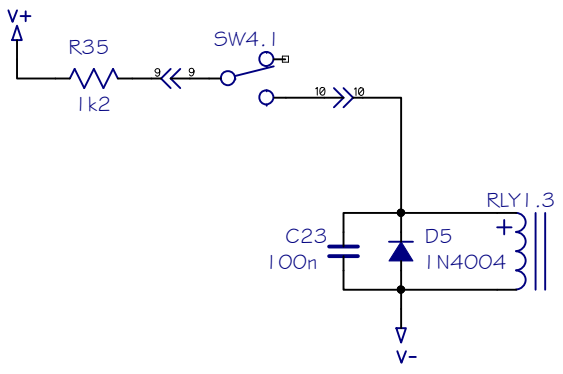 V+
R35
1k2
9 9
SW4.1
10 10
RLY1.3
+
C23
100n
D5
1N4004
V-